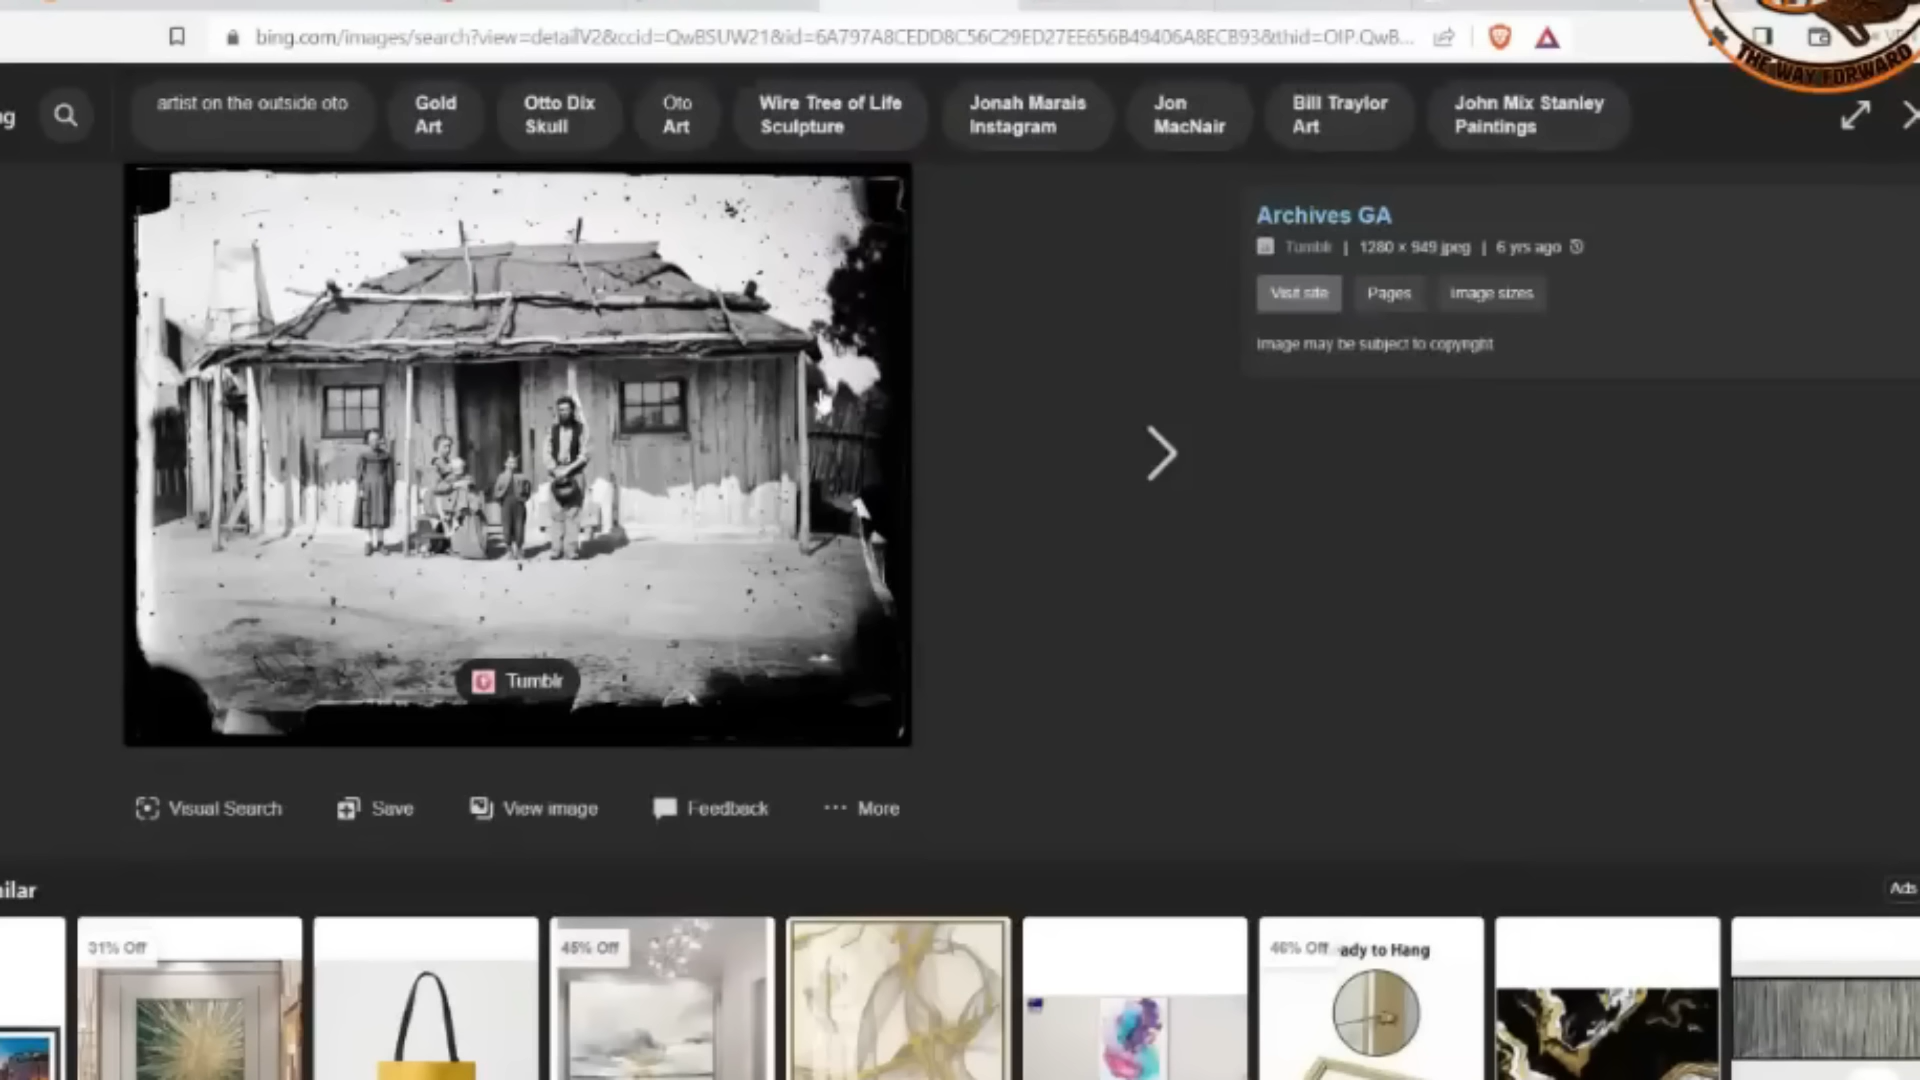 bing.com/images/search?view=detailV2&ccid=QwBSUW21&id=6A797A8CEDD8C56C29ED27EE656B49406A8ECB93&thid=OIP.QwB...
THE WAY FORWARD
artist on the outside oto
Gold
Art
Otto Dix
Skull
Oto
Art
Wire Tree of Life
Sculpture
Jonah Marais
Instagram
Jon
MacNair
Bill Traylor
Art
John Mix Stanley
Paintings
Archives GA
Tumblr | 1280 × 949 jpeg | 6 yrs ago
Visit site
Pages
Image sizes
Image may be subject to copyright
Tumblr
Visual Search
Save
View image
Feedback
··· More
ilar
Ads
31% Off
45% Off
46% Off
ady to Hang